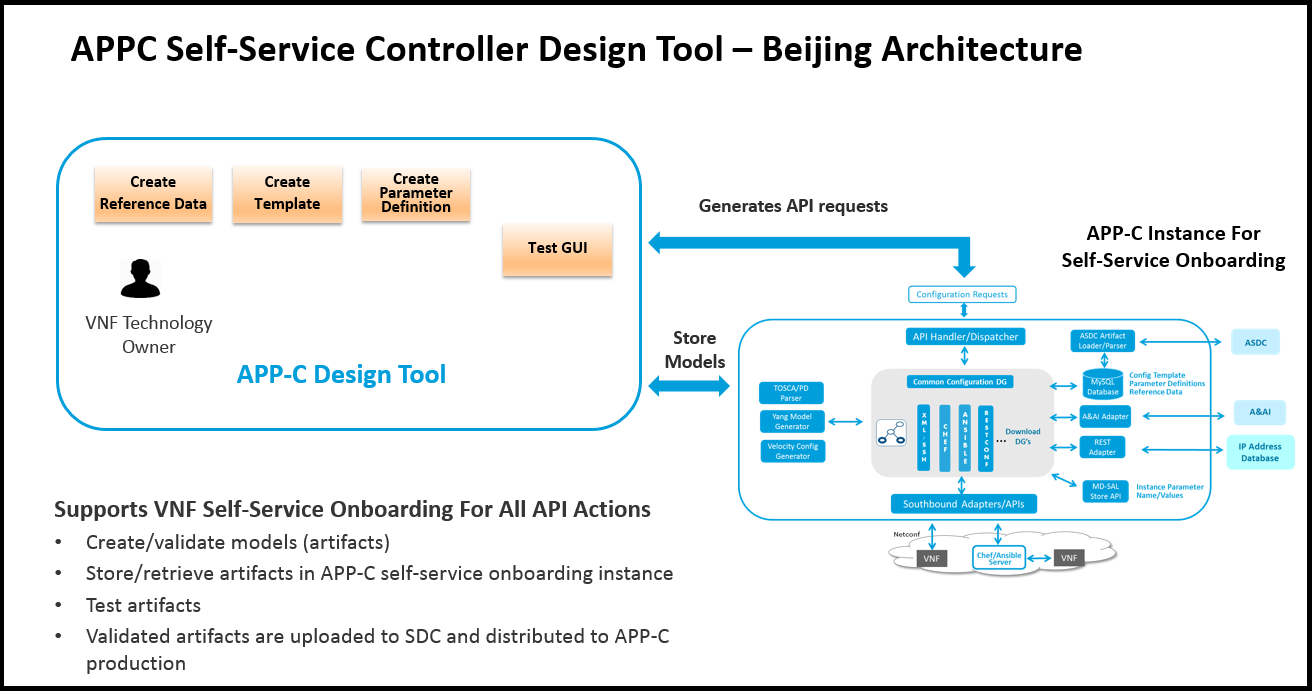 APPC Self-Service Controller Design Tool – Beijing Architecture
Create
Reference Data
Create
Template
Create
Parameter
Definition
Test GUI
VNF Technology
Owner
APP-C Design Tool
Generates API requests
Store
Models
APP-C Instance For
Self-Service Onboarding
Configuration Requests
API Handler/Dispatcher
ASDC Artifact
Loader/Parser
ASDC
Common Configuration DG
MySQL
Database
Config Template
Parameter Definitions
Reference Data
TOSCA/PD
Parser
Yang Model
Generator
Velocity Config
Generator
XML-SSH
CHEF
ANSIBLE
RESTCONF
...
Download
DG's
A&AI Adapter
A&AI
REST
Adapter
IP Address
Database
MD-SAL
Store API
Instance Parameter
Name/Values
Southbound Adapters/APIs
Netconf
VNF
Chef/Ansible
Server
VNF
Supports VNF Self-Service Onboarding For All API Actions
• Create/validate models (artifacts)
• Store/retrieve artifacts in APP-C self-service onboarding instance
• Test artifacts
• Validated artifacts are uploaded to SDC and distributed to APP-C
production